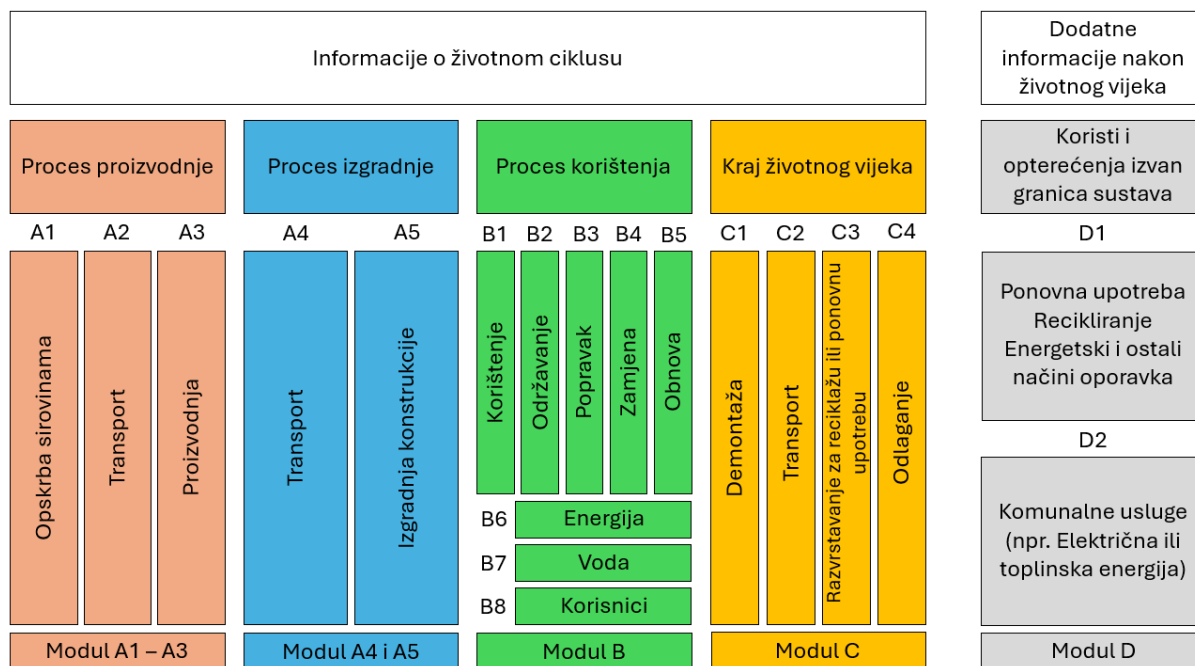 Informacije o životnom ciklusu
Dodatne
informacije nakon
životnog vijeka
Proces proizvodnje
Proces izgradnje
Proces korištenja
Kraj životnog vijeka
Koristi i
opterećenja izvan
granica sustava
A1
A2
A3
A4
A5
B1
B2
B3
B4
B5
C1
C2
C3
C4
D1
Opskrba sirovinama
Transport
Proizvodnja
Transport
Izgradnja konstrukcije
Korištenje
Održavanje
Popravak
Zamjena
Obnova
B6
Energija
B7
Voda
B8
Korisnici
Demontaža
Transport
Razvrstavanje za reciklažu ili ponovnu
upotrebu
Odlaganje
Ponovna upotreba
Recikliranje
Energetski i ostali
načini oporavka
D2
Komunalne usluge
(npr. Električna ili
toplinska energija)
Modul A1 – A3
Modul A4 i A5
Modul B
Modul C
Modul D